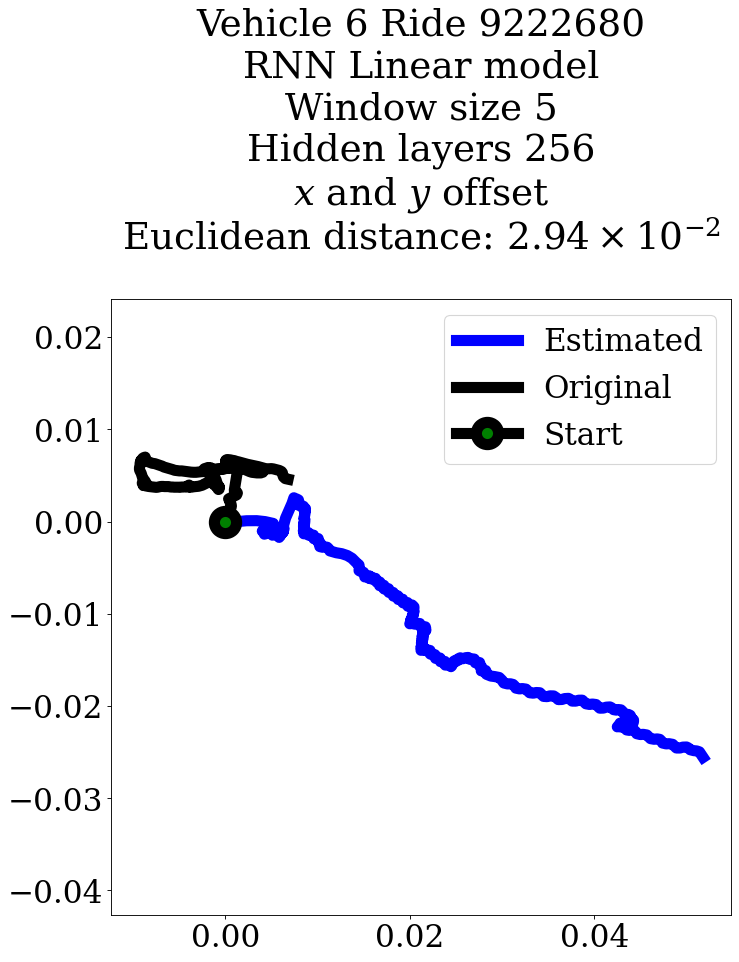 Vehicle 6 Ride 9222680
RNN Linear model
Window size 5
Hidden layers 256
x and y offset
Euclidean distance: 2.94 × 10⁻²
Estimated
Original
Start
0.02
0.01
0.00
−0.01
−0.02
−0.03
−0.04
0.00 0.02 0.04